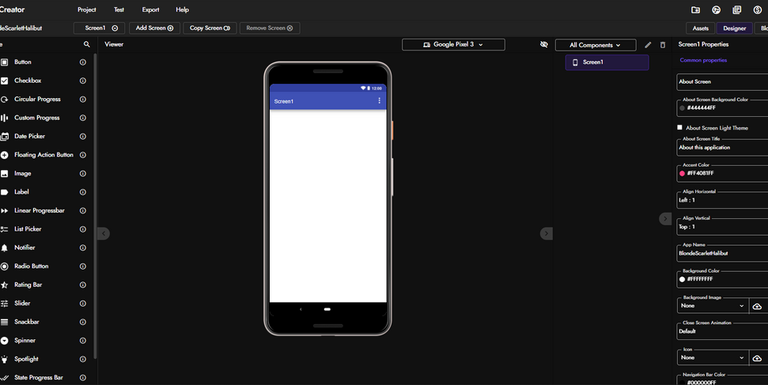 Creator
Project
Test
Export
Help
deScarletHalibut
Screen1
Add Screen
Copy Screen
Remove Screen
Assets
Designer
Blo
Viewer
Google Pixel 3
All Components
Screen1 Properties
Screen1
Common properties
Button
Checkbox
Circular Progress
Custom Progress
Date Picker
Floating Action Button
Image
Label
Linear Progressbar
List Picker
Notifier
Radio Button
Rating Bar
Slider
Snackbar
Spinner
Spotlight
State Progress Bar
12:00
Screen1
About Screen
About Screen Background Color
#444444FF
About Screen Light Theme
About Screen Title
About this application
Accent Color
#FF4081FF
Align Horizontal
Left : 1
Align Vertical
Top : 1
App Name
BlondeScarletHalibut
Background Color
#FFFFFFFF
Background Image
None
Close Screen Animation
Default
Icon
None
Navigation Bar Color
#000000FF